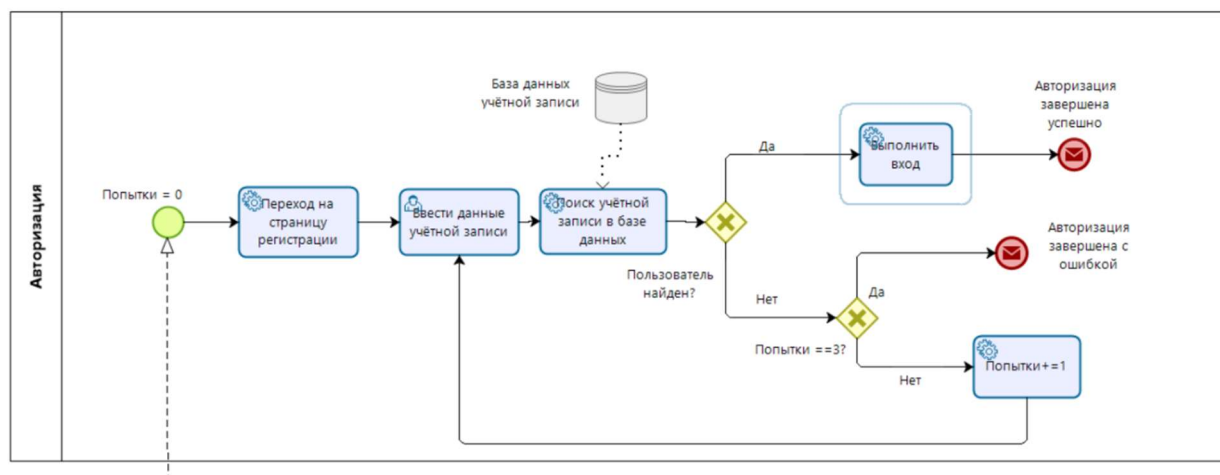 Авторизация
Попытки = 0
Переход на
страницу
регистрации
Ввести данные
учётной записи
База данных
учётной записи
Поиск учётной
записи в базе
данных
Пользователь
найден?
Да
Выполнить
вход
Авторизация
завершена
успешно
Нет
Попытки ==3?
Да
Авторизация
завершена с
ошибкой
Нет
Попытки+=1